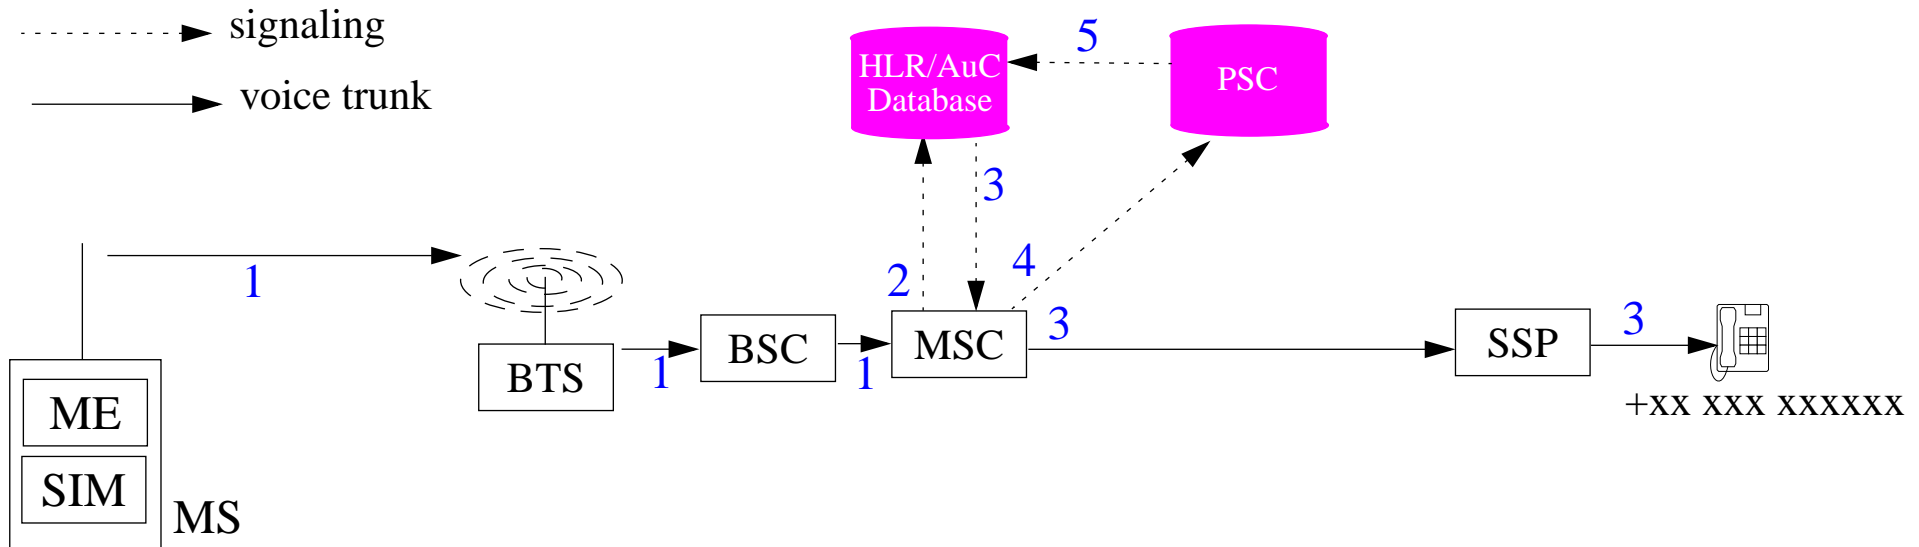 signaling
voice trunk
HLR/AuC
Database
5
PSC
3
1
2
4
3
BTS
1
BSC
1
MSC
SSP
3
+xx xxx xxxxxx
ME
SIM
MS